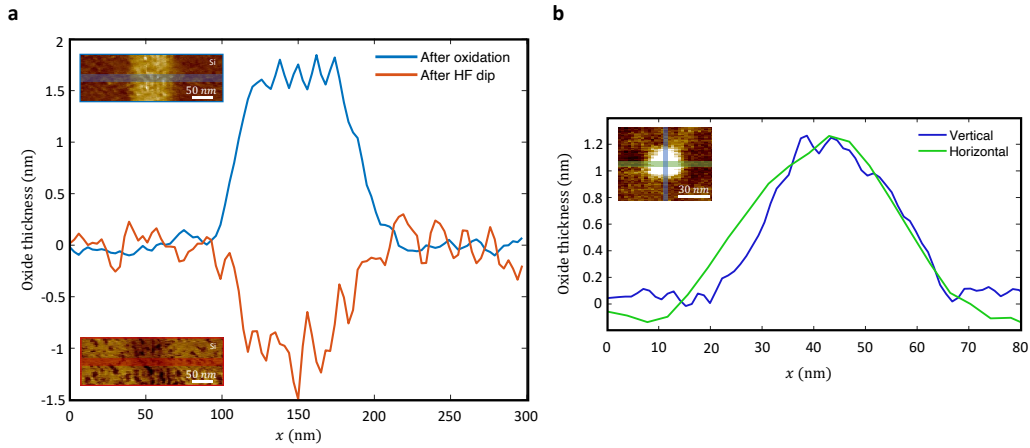 a
Oxide thickness (nm)
2
1.5
1
0.5
0
-0.5
-1
-1.5
0
50
100
150
200
250
300
x (nm)
After oxidation
After HF dip
Si
50 nm
Si
50 nm
b
Oxide thickness (nm)
1.2
1.0
0.8
0.6
0.4
0.2
0
0
10
20
30
40
50
60
70
80
x (nm)
Vertical
Horizontal
30 nm